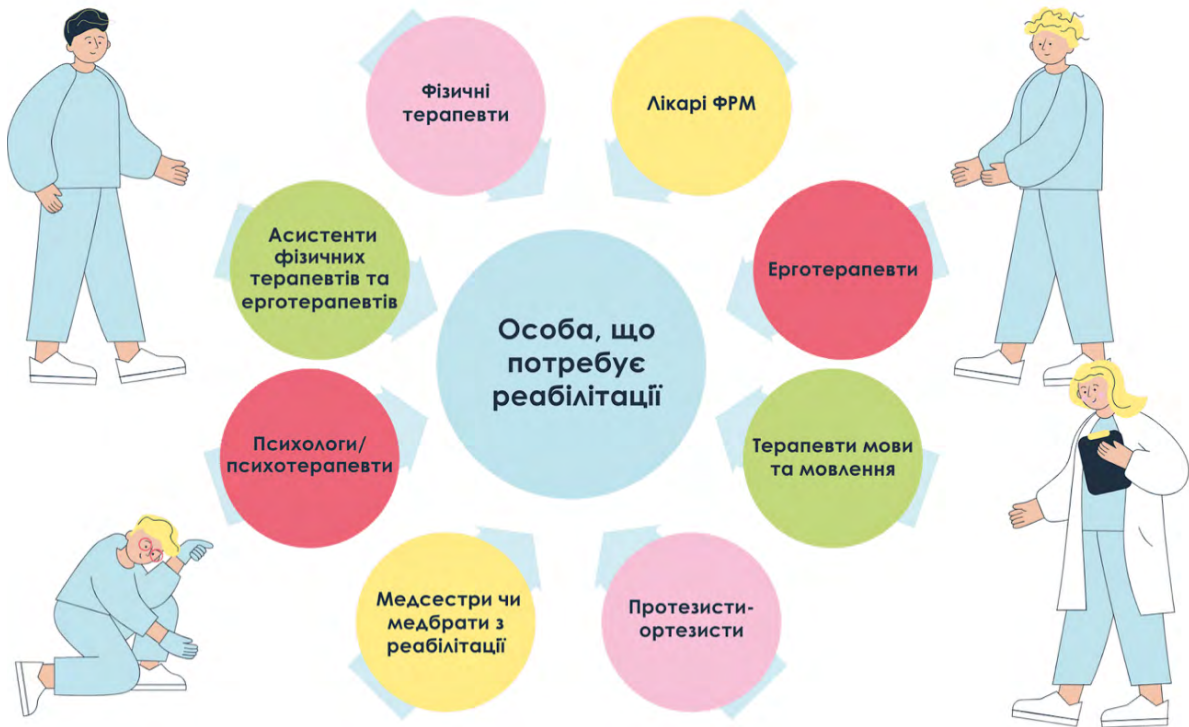 Фізичні
терапевти
Лікарі ФРМ
Асистенти
фізичних
терапевтів та
ерготерапевтів
Ерготерапевти
Особа, що
потребує
реабілітації
Психологи/
психотерапевти
Терапевти мови
та мовлення
Медсестри чи
медбрати з
реабілітації
Протезисти-
ортезисти